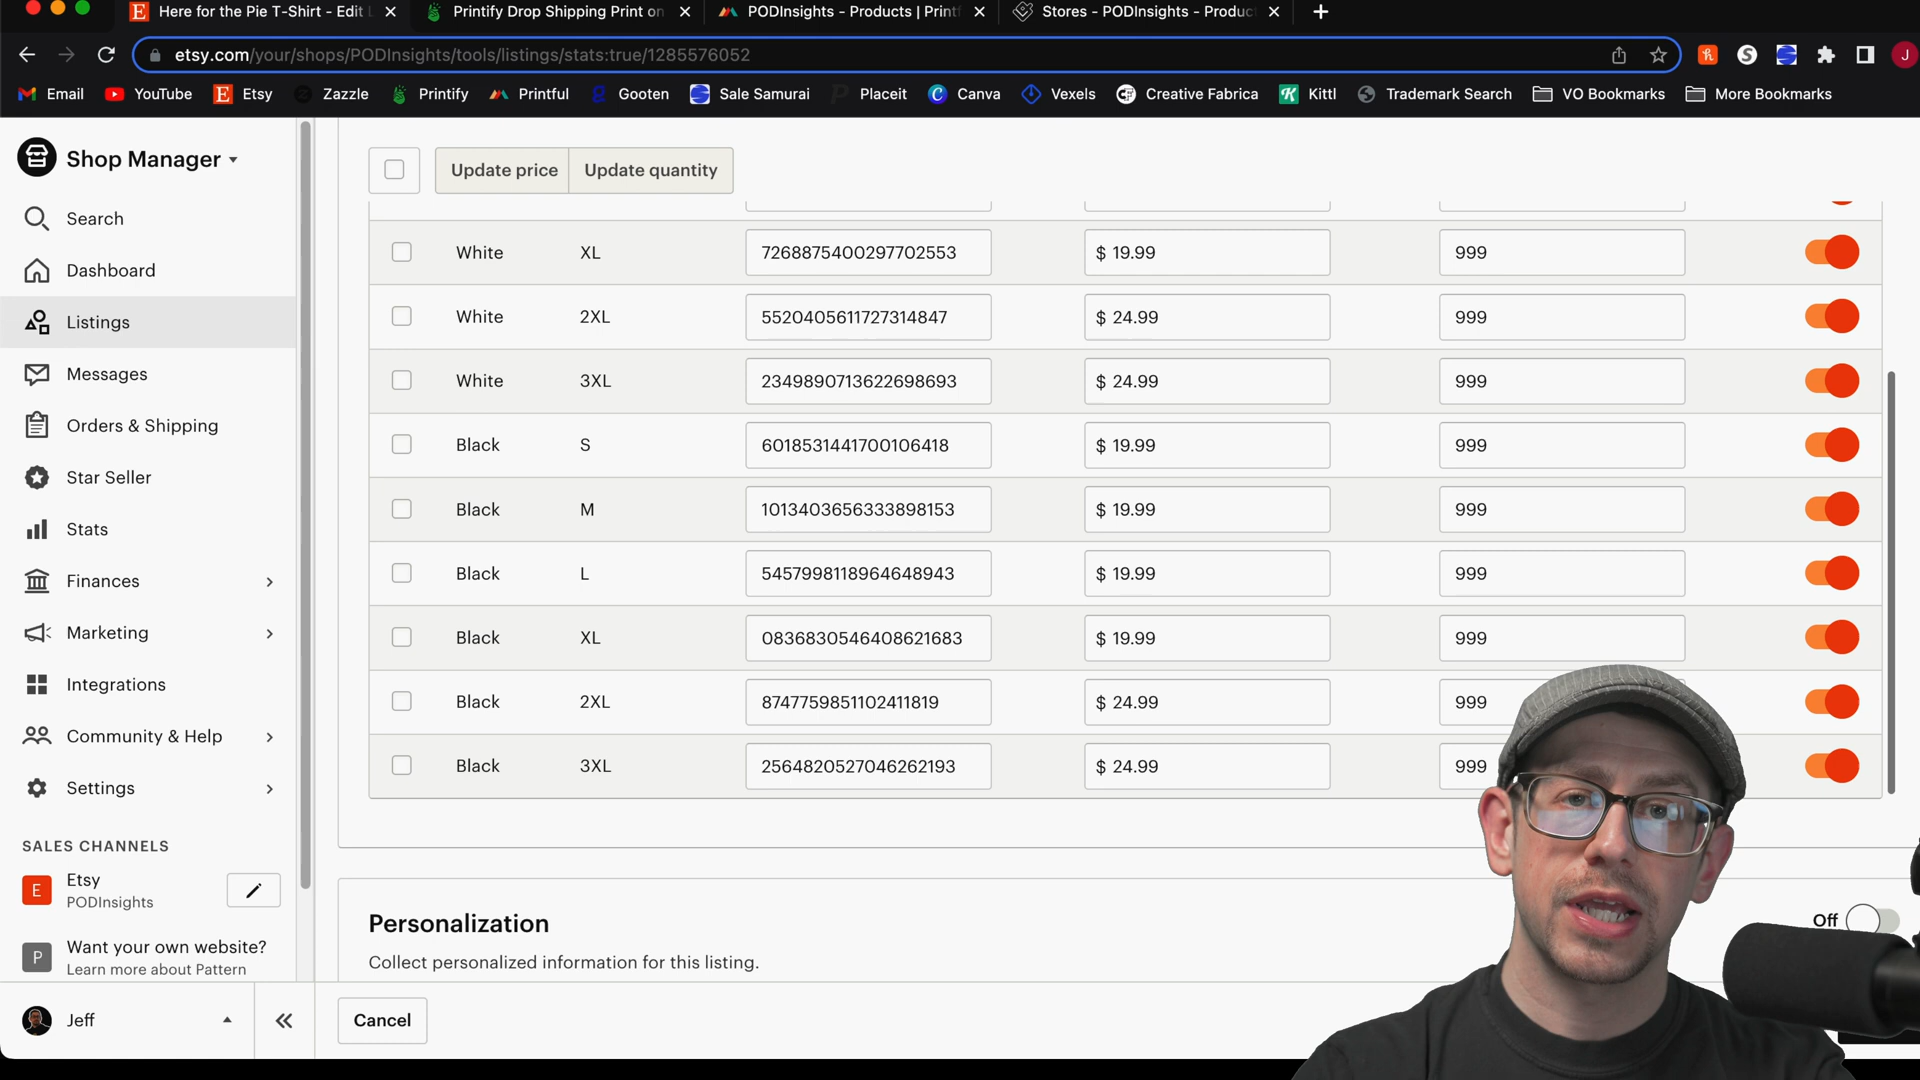 Here for the Pie T-Shirt - Edit L
Printify Drop Shipping Print on
PODInsights - Products | Printf
Stores - PODInsights - Produc
etsy.com/your/shops/PODInsights/tools/listings/stats:true/1285576052
J
Email YouTube Etsy Zazzle Printify Printful Gooten Sale Samurai Placeit Canva Vexels Creative Fabrica Kittl Trademark Search VO Bookmarks More Bookmarks
Shop Manager
Search
Dashboard
Listings
Messages
Orders & Shipping
Star Seller
Stats
Finances
Marketing
Integrations
Community & Help
Settings
SALES CHANNELS
E Etsy
PODInsights
P Want your own website?
Learn more about Pattern
Jeff
Update price Update quantity
White XL 7268875400297702553 $ 19.99 999
White 2XL 5520405611727314847 $ 24.99 999
White 3XL 2349890713622698693 $ 24.99 999
Black S 6018531441700106418 $ 19.99 999
Black M 1013403656333898153 $ 19.99 999
Black L 5457998118964648943 $ 19.99 999
Black XL 0836830546408621683 $ 19.99 999
Black 2XL 8747759851102411819 $ 24.99 999
Black 3XL 2564820527046262193 $ 24.99 999
Personalization
Off
Collect personalized information for this listing.
Cancel